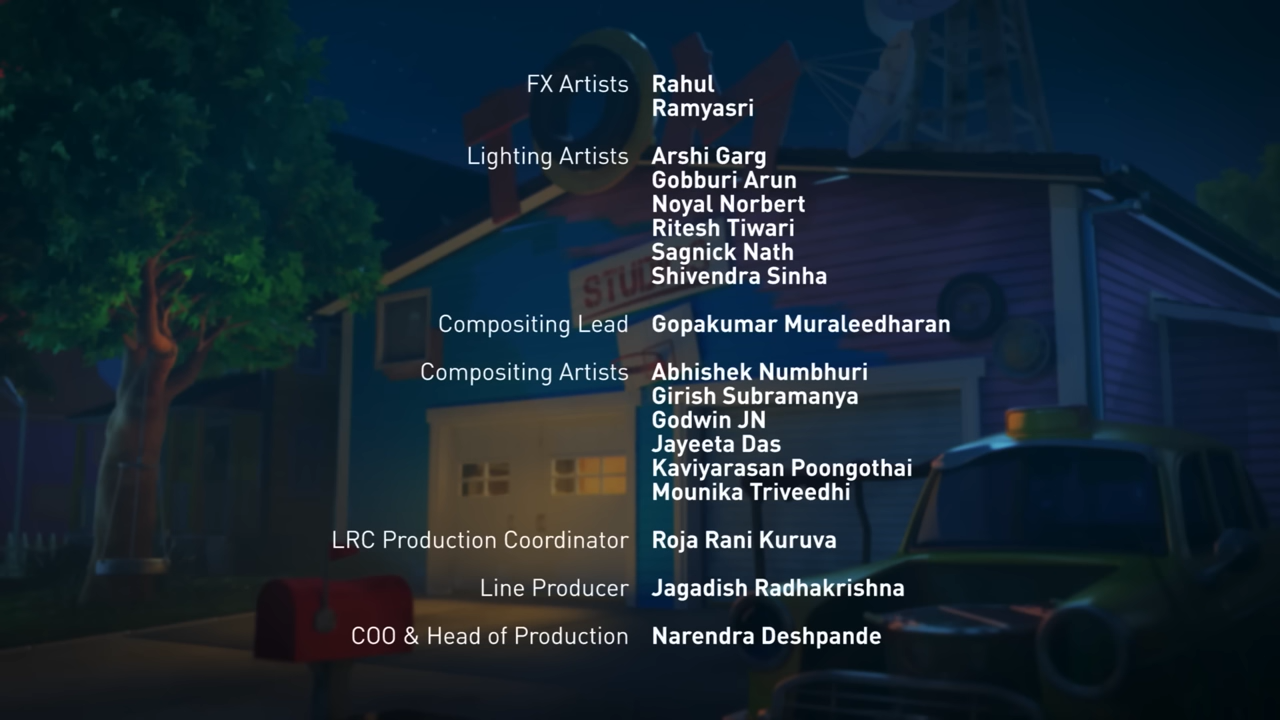 TOM
STUD
FX Artists Rahul
Ramyasri
Lighting Artists Arshi Garg
Gobburi Arun
Noyal Norbert
Ritesh Tiwari
Sagnick Nath
Shivendra Sinha
Compositing Lead Gopakumar Muraleedharan
Compositing Artists Abhishek Numbhuri
Girish Subramanya
Godwin JN
Jayeeta Das
Kaviyarasan Poongothai
Mounika Triveedhi
LRC Production Coordinator Roja Rani Kuruva
Line Producer Jagadish Radhakrishna
COO & Head of Production Narendra Deshpande